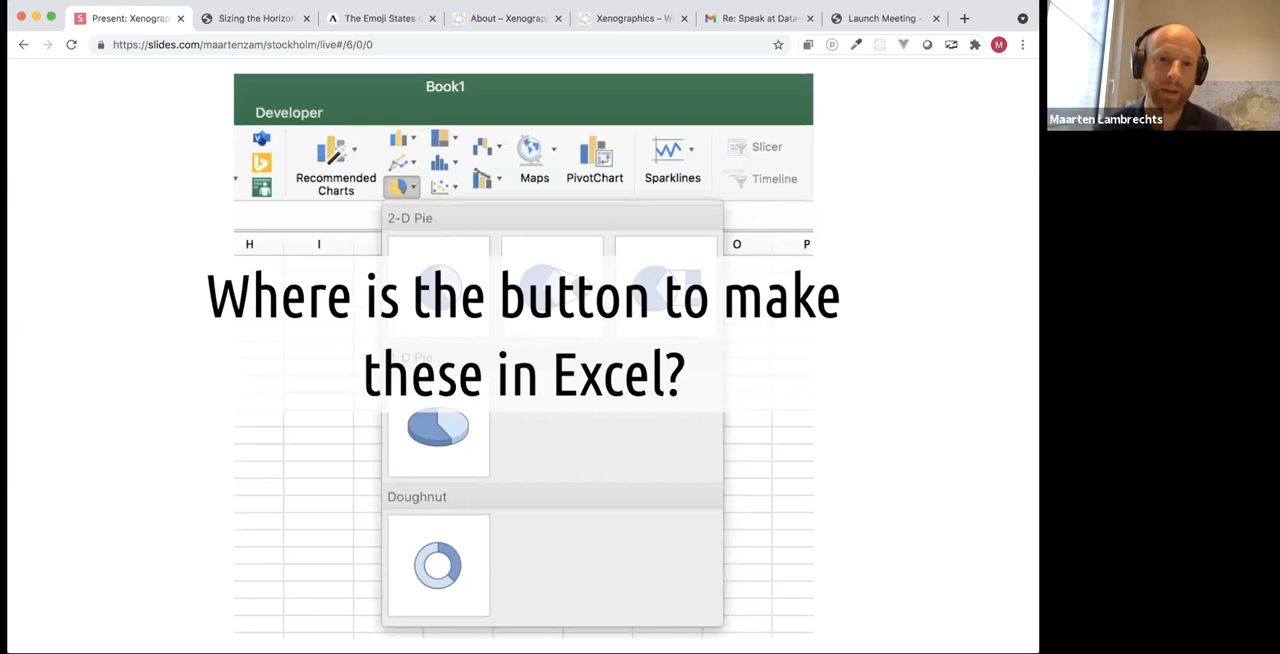 Present: Xenogra
Sizing the Horizo
The Emoji States
About – Xenograp
Xenographics – W
Re: Speak at Data
Launch Meeting
https://slides.com/maartenzam/stockholm/live#/6/0/0
M
Maarten Lambrechts
Book1
Developer
Recommended
Charts
Maps
PivotChart
Sparklines
Slicer
Timeline
2-D Pie
H I O P
Where is the button to make
these in Excel?
Doughnut